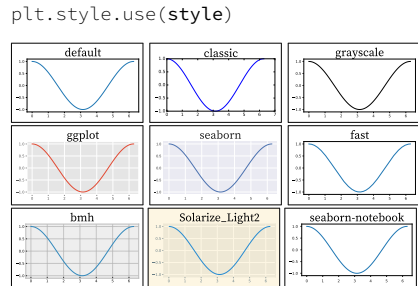 plt.style.use(style)
default classic grayscale
ggplot seaborn fast
bmh Solarize_Light2 seaborn-notebook